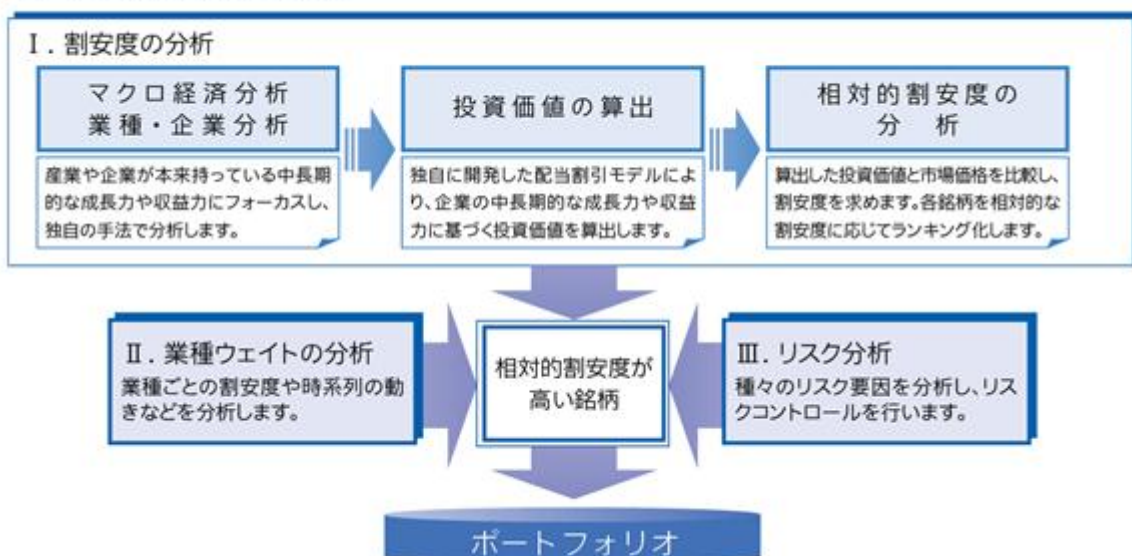 Ⅰ. 割安度の分析
マクロ経済分析
業種・企業分析
産業や企業が本来持っている中長期
的な成長力や収益力にフォーカスし、
独自の手法で分析します。
投資価値の算出
独自に開発した配当割引モデルによ
り、企業の中長期的な成長力や収益
力に基づく投資価値を算出します。
相対的割安度の
分 析
算出した投資価値と市場価格を比較し、
割安度を求めます。各銘柄を相対的な
割安度に応じてランキング化します。
Ⅱ. 業種ウェイトの分析
業種ごとの割安度や時系列の動
きなどを分析します。
相対的割安度が
高い銘柄
Ⅲ. リスク分析
種々のリスク要因を分析し、リス
クコントロールを行います。
ポートフォリオ